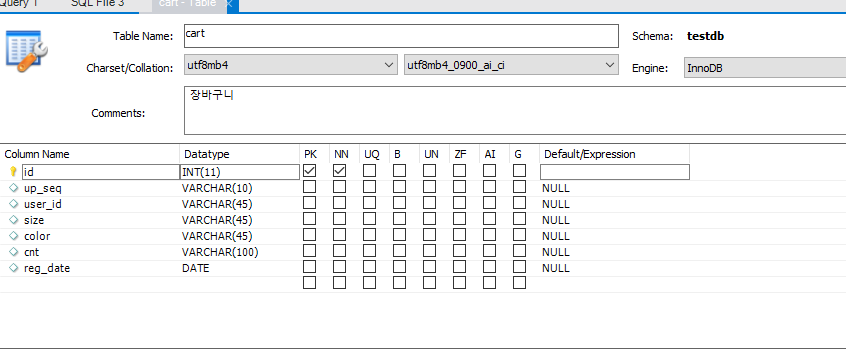 Query 1 SQL File 3 cart - Table
Table Name: cart Schema: testdb
Charset/Collation: utf8mb4 utf8mb4_0900_ai_ci Engine: InnoDB
Comments: 장바구니
Column Name Datatype PK NN UQ B UN ZF AI G Default/Expression
id INT(11)
up_seq VARCHAR(10) NULL
user_id VARCHAR(45) NULL
size VARCHAR(45) NULL
color VARCHAR(45) NULL
cnt VARCHAR(100) NULL
reg_date DATE NULL